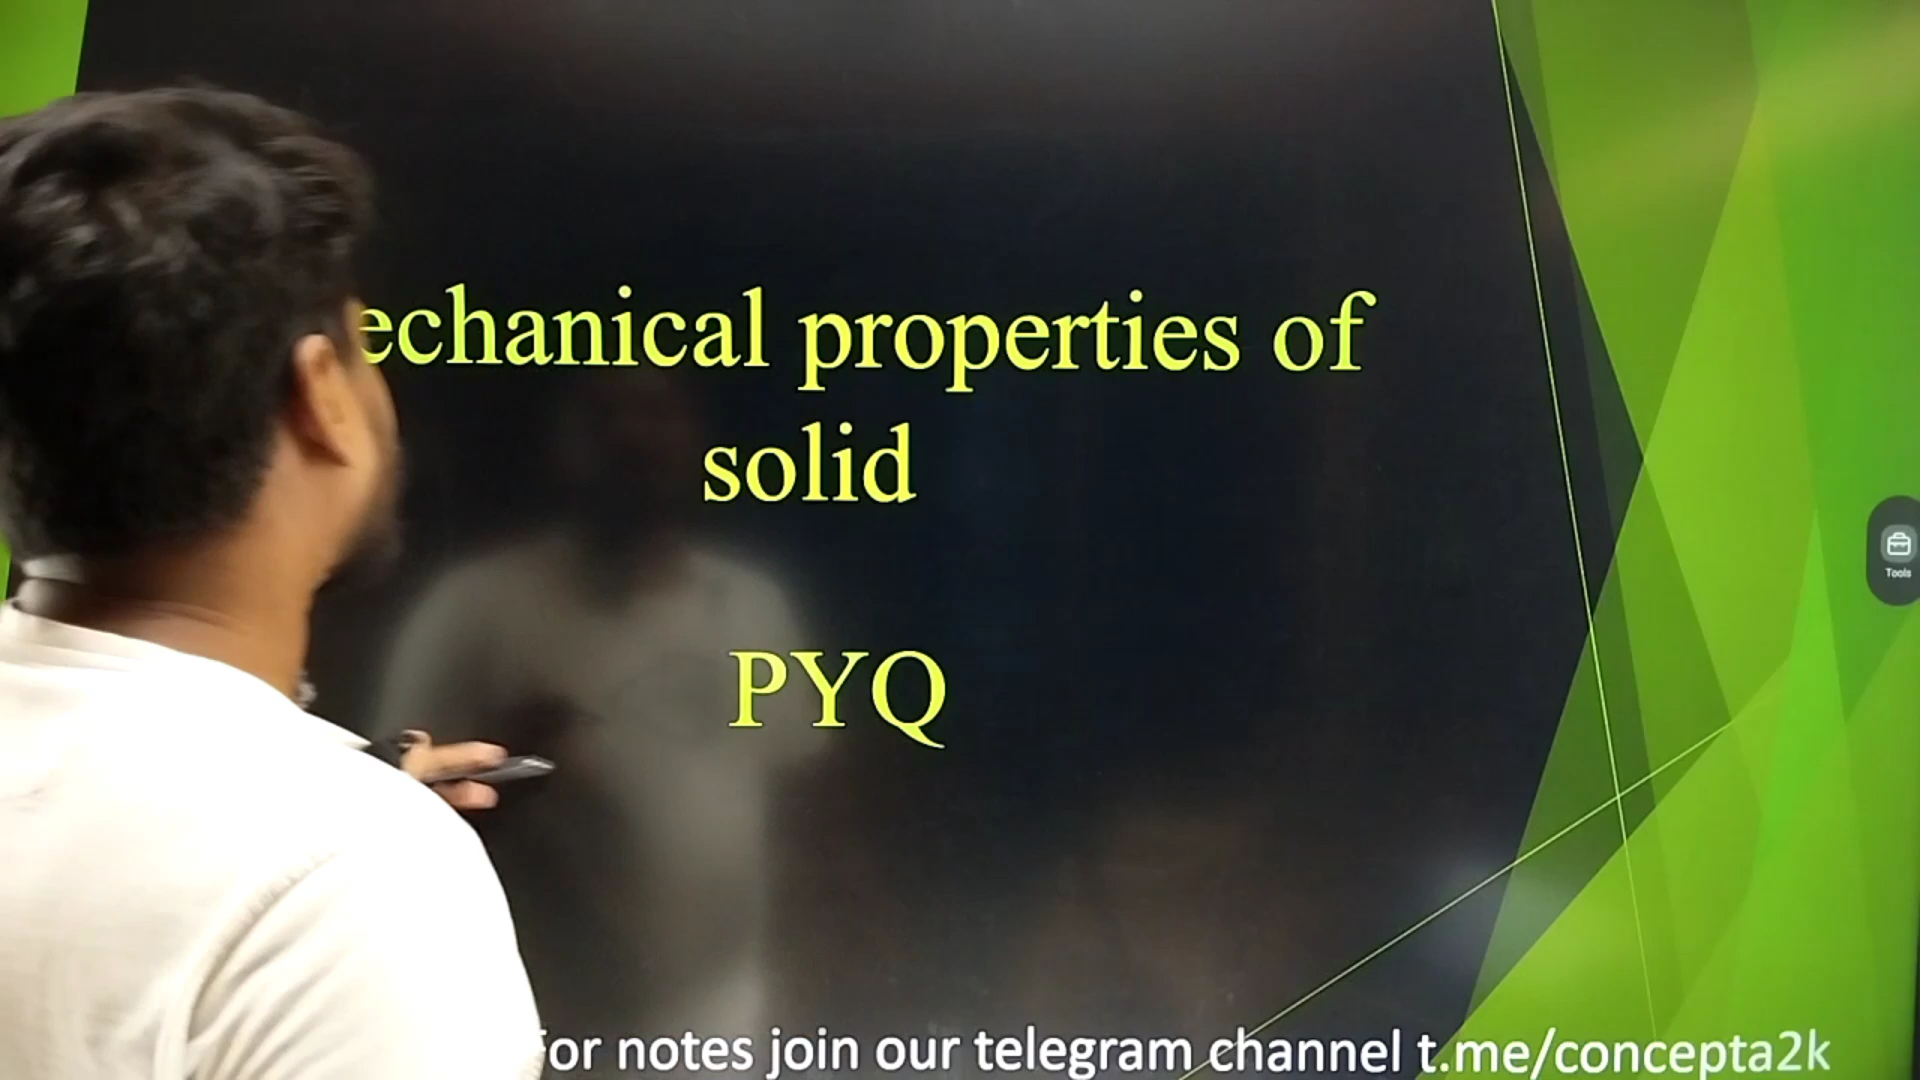 echanical properties of
solid
PYQ
Tools
For notes join our telegram channel t.me/concepta2k